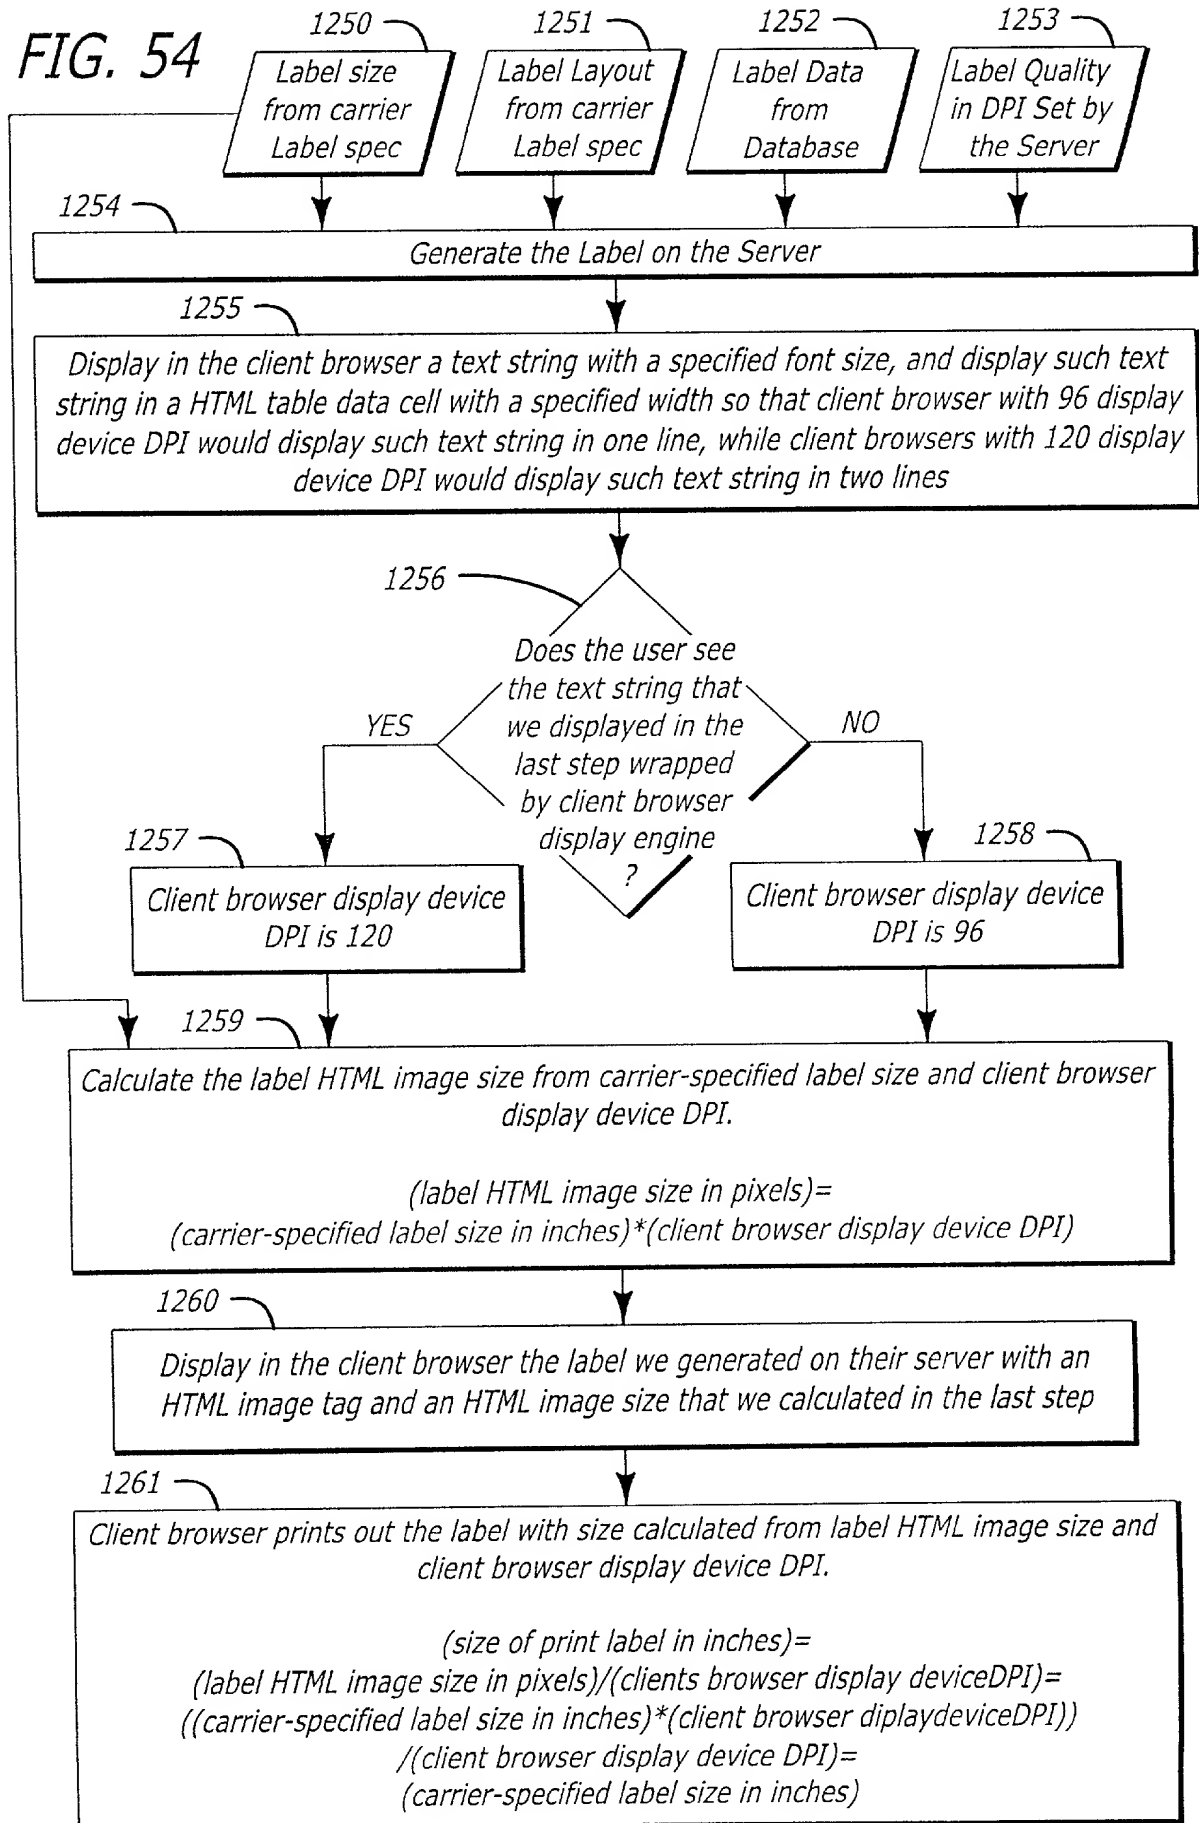 FIG. 54
1250
Label size
from carrier
Label spec
1251
Label Layout
from carrier
Label spec
1252
Label Data
from
Database
1253
Label Quality
in DPI Set by
the Server
1254
Generate the Label on the Server
1255
Display in the client browser a text string with a specified font size, and display such text
string in a HTML table data cell with a specified width so that client browser with 96 display
device DPI would display such text string in one line, while client browsers with 120 display
device DPI would display such text string in two lines
1256
Does the user see
the text string that
we displayed in the
last step wrapped
by client browser
display engine
?
YES
NO
1257
Client browser display device
DPI is 120
1258
Client browser display device
DPI is 96
1259
Calculate the label HTML image size from carrier-specified label size and client browser
display device DPI.
(label HTML image size in pixels)=
(carrier-specified label size in inches)*(client browser display device DPI)
1260
Display in the client browser the label we generated on their server with an
HTML image tag and an HTML image size that we calculated in the last step
1261
Client browser prints out the label with size calculated from label HTML image size and
client browser display device DPI.
(size of print label in inches)=
(label HTML image size in pixels)/(clients browser display deviceDPI)=
((carrier-specified label size in inches)*(client browser diplaydeviceDPI))
/(client browser display device DPI)=
(carrier-specified label size in inches)